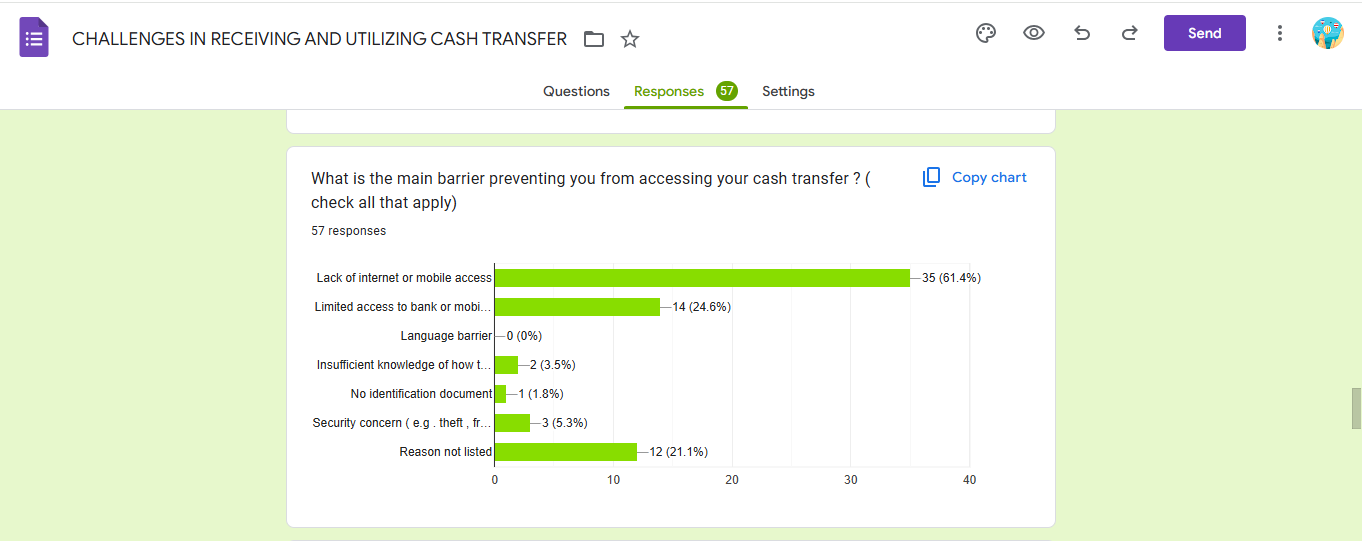 CHALLENGES IN RECEIVING AND UTILIZING CASH TRANSFER
Send
Questions
Responses 57
Settings
What is the main barrier preventing you from accessing your cash transfer ? (
check all that apply)
Copy chart
57 responses
Lack of internet or mobile access 35 (61.4%)
Limited access to bank or mobi... 14 (24.6%)
Language barrier 0 (0%)
Insufficient knowledge of how t... 2 (3.5%)
No identification document 1 (1.8%)
Security concern ( e.g . theft , fr... 3 (5.3%)
Reason not listed 12 (21.1%)
0 10 20 30 40